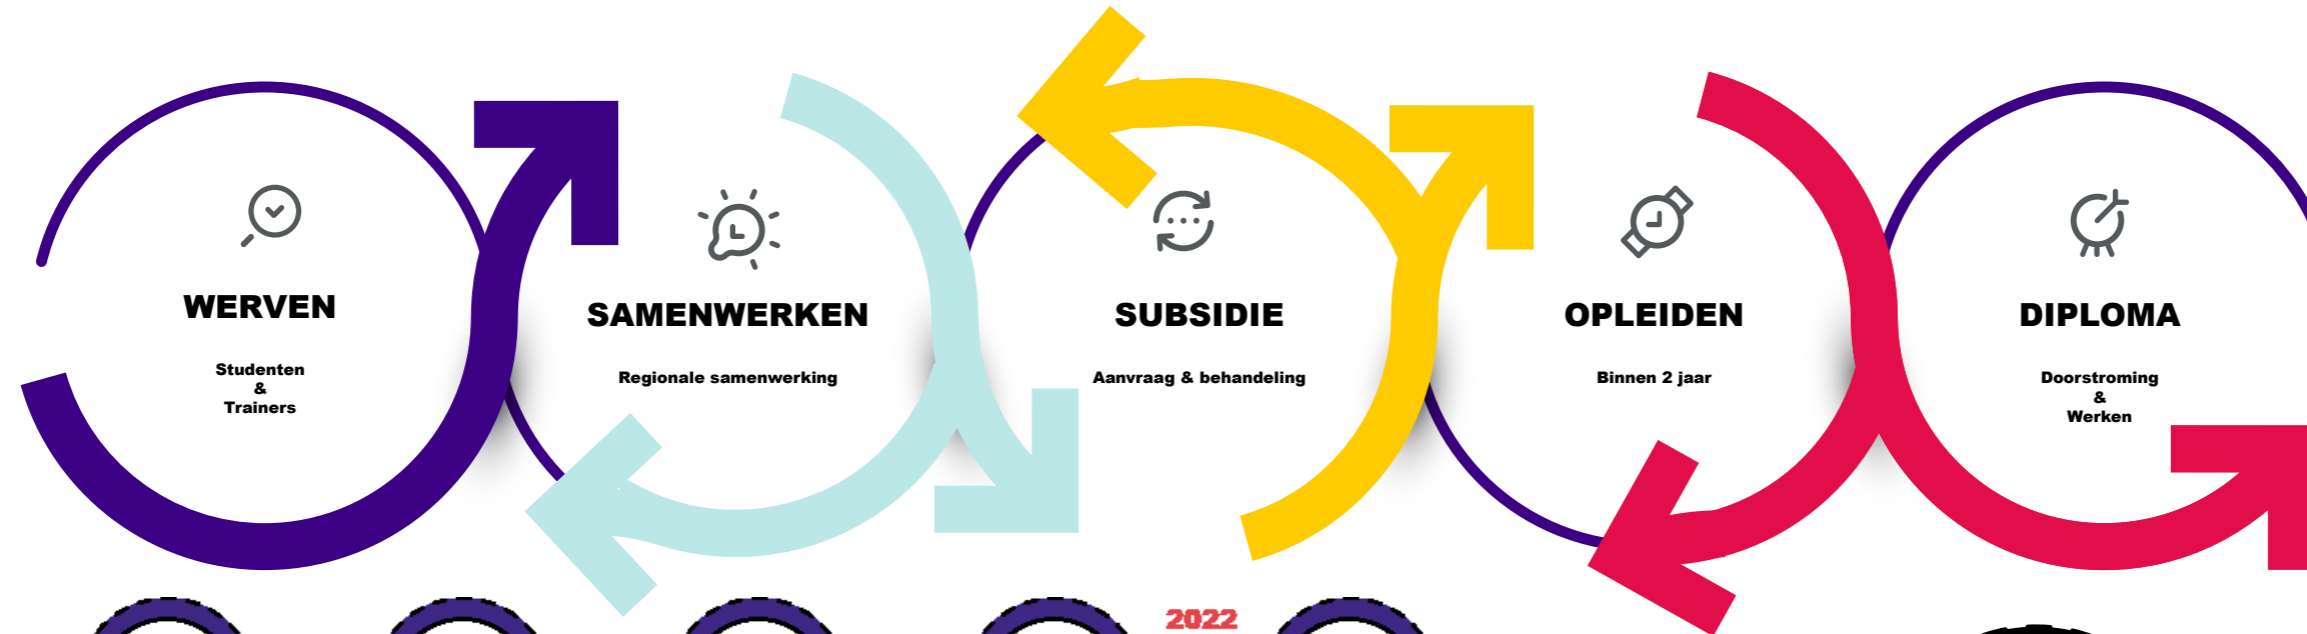 WERVEN
Studenten
&
Trainers
SAMENWERKEN
Regionale samenwerking
SUBSIDIE
Aanvraag & behandeling
OPLEIDEN
Binnen 2 jaar
DIPLOMA
Doorstroming
&
Werken
2022